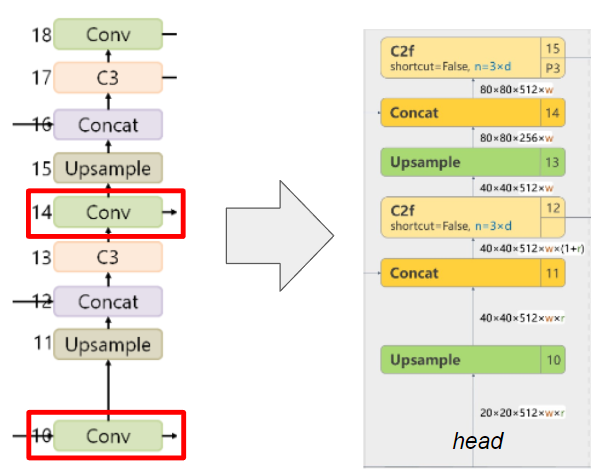 18 Conv
17 C3
16 Concat
15 Upsample
14 Conv
13 C3
12 Concat
11 Upsample
10 Conv
C2f 15
shortcut=False, n=3×d P3
80×80×512×w
Concat 14
80×80×256×w
Upsample 13
40×40×512×w
C2f 12
shortcut=False, n=3×d
40×40×512×w×(1+r)
Concat 11
40×40×512×w×r
Upsample 10
20×20×512×w×r
head